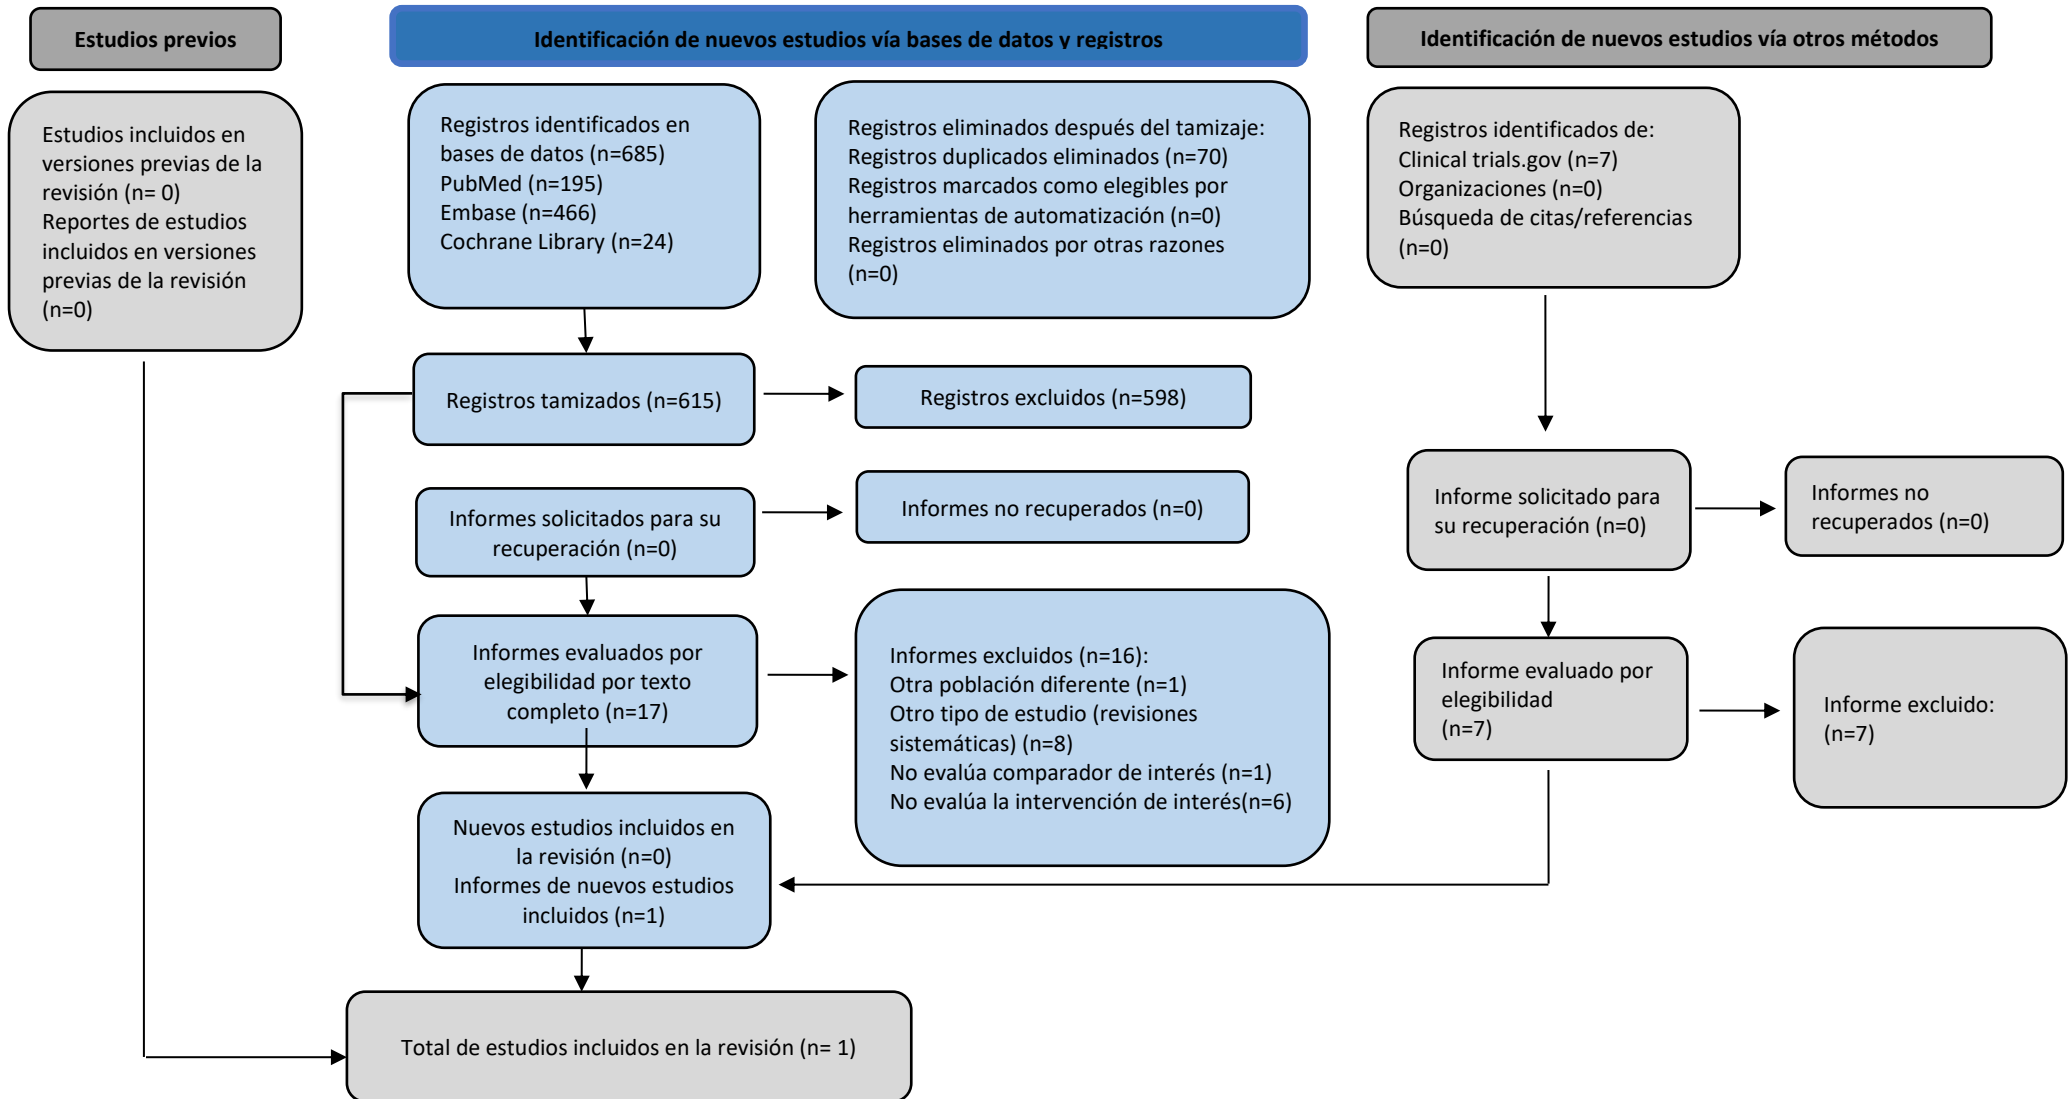 Estudios previos
Identificación de nuevos estudios vía bases de datos y registros
Identificación de nuevos estudios vía otros métodos
Estudios incluidos en
versiones previas de la
revisión (n= 0)
Reportes de estudios
incluidos en versiones
previas de la revisión
(n=0)
Registros identificados en
bases de datos (n=685)
PubMed (n=195)
Embase (n=466)
Cochrane Library (n=24)
Registros eliminados después del tamizaje:
Registros duplicados eliminados (n=70)
Registros marcados como elegibles por
herramientas de automatización (n=0)
Registros eliminados por otras razones
(n=0)
Registros identificados de:
Clinical trials.gov (n=7)
Organizaciones (n=0)
Búsqueda de citas/referencias
(n=0)
Registros tamizados (n=615)
Registros excluidos (n=598)
Informes solicitados para su
recuperación (n=0)
Informes no recuperados (n=0)
Informe solicitado para
su recuperación (n=0)
Informes no
recuperados (n=0)
Informes evaluados por
elegibilidad por texto
completo (n=17)
Informes excluidos (n=16):
Otra población diferente (n=1)
Otro tipo de estudio (revisiones
sistemáticas) (n=8)
No evalúa comparador de interés (n=1)
No evalúa la intervención de interés(n=6)
Informe evaluado por
elegibilidad
(n=7)
Informe excluido:
(n=7)
Nuevos estudios incluidos en
la revisión (n=0)
Informes de nuevos estudios
incluidos (n=1)
Total de estudios incluidos en la revisión (n= 1)